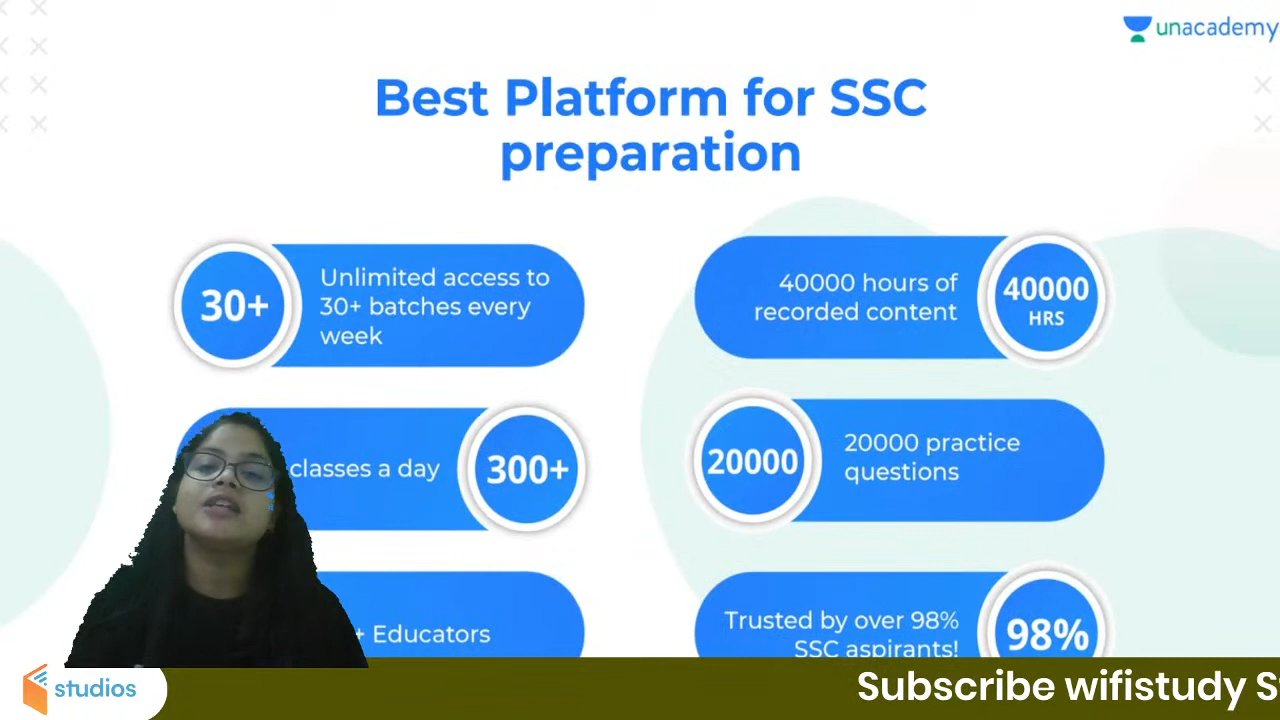 unacademy
Best Platform for SSC
preparation
30+
Unlimited access to
30+ batches every
week
40000 hours of
recorded content
40000
HRS
classes a day
300+
20000
20000 practice
questions
+ Educators
Trusted by over 98%
SSC aspirants!
98%
studios
Subscribe wifistudy S